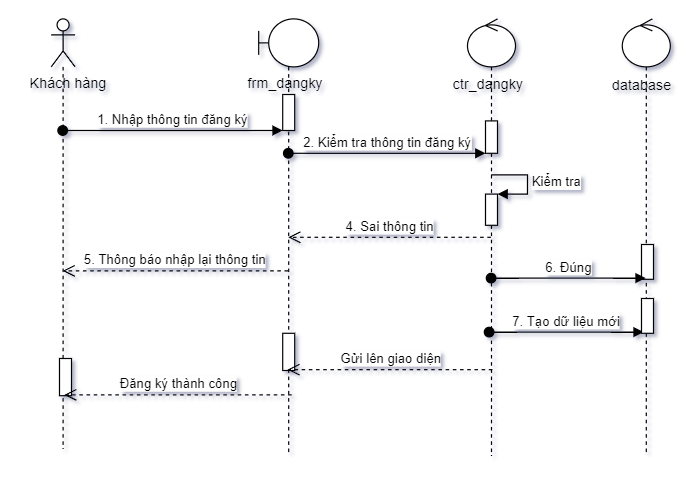 Khách hàng
frm_dangky
ctr_dangky
database
1. Nhập thông tin đăng ký
2. Kiểm tra thông tin đăng ký
Kiểm tra
4. Sai thông tin
5. Thông báo nhập lại thông tin
6. Đúng
7. Tạo dữ liệu mới
Gửi lên giao diện
Đăng ký thành công